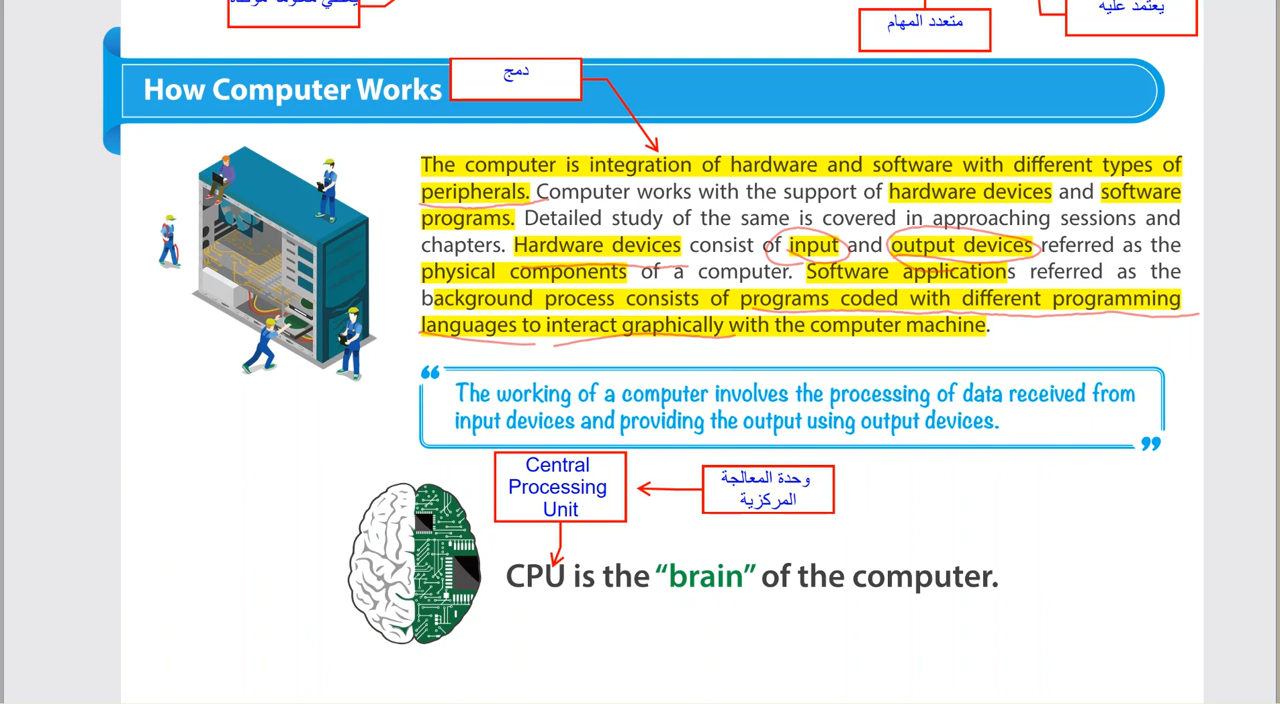 متعدد المهام
يعتمد عليه
How Computer Works
دمج
The computer is integration of hardware and software with different types of
peripherals. Computer works with the support of hardware devices and software
programs. Detailed study of the same is covered in approaching sessions and
chapters. Hardware devices consist of input and output devices referred as the
physical components of a computer. Software applications referred as the
background process consists of programs coded with different programming
languages to interact graphically with the computer machine.
“
The working of a computer involves the processing of data received from
input devices and providing the output using output devices.
”
Central
Processing
Unit
وحدة المعالجة
المركزية
CPU is the “brain” of the computer.